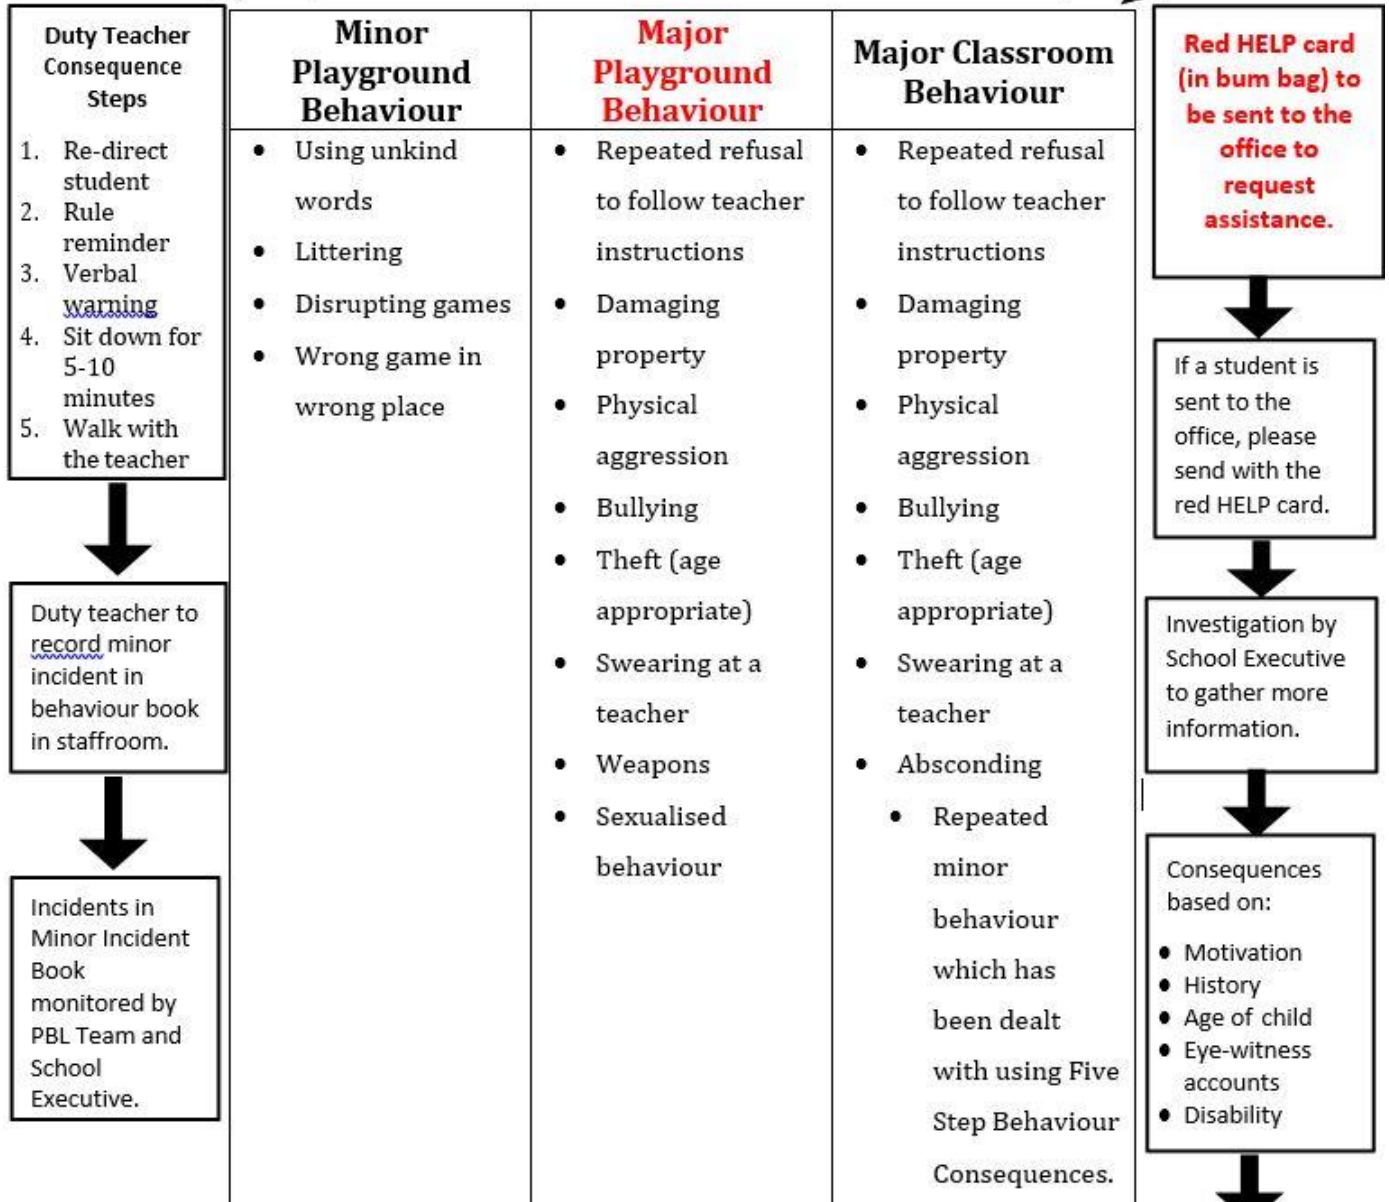 Duty Teacher
Consequence
Steps
1. Re-direct
student
2. Rule
reminder
3. Verbal
warning
4. Sit down for
5-10
minutes
5. Walk with
the teacher
Duty teacher to
record minor
incident in
behaviour book
in staffroom.
Incidents in
Minor Incident
Book
monitored by
PBL Team and
School
Executive.
Minor
Playground
Behaviour
• Using unkind
words
• Littering
• Disrupting games
• Wrong game in
wrong place
Major
Playground
Behaviour
• Repeated refusal
to follow teacher
instructions
• Damaging
property
• Physical
aggression
• Bullying
• Theft (age
appropriate)
• Swearing at a
teacher
• Weapons
• Sexualised
behaviour
Major Classroom
Behaviour
• Repeated refusal
to follow teacher
instructions
• Damaging
property
• Physical
aggression
• Bullying
• Theft (age
appropriate)
• Swearing at a
teacher
• Absconding
• Repeated
minor
behaviour
which has
been dealt
with using Five
Step Behaviour
Consequences.
Red HELP card
(in bum bag) to
be sent to the
office to
request
assistance.
If a student is
sent to the
office, please
send with the
red HELP card.
Investigation by
School Executive
to gather more
information.
Consequences
based on:
• Motivation
• History
• Age of child
• Eye-witness
accounts
• Disability